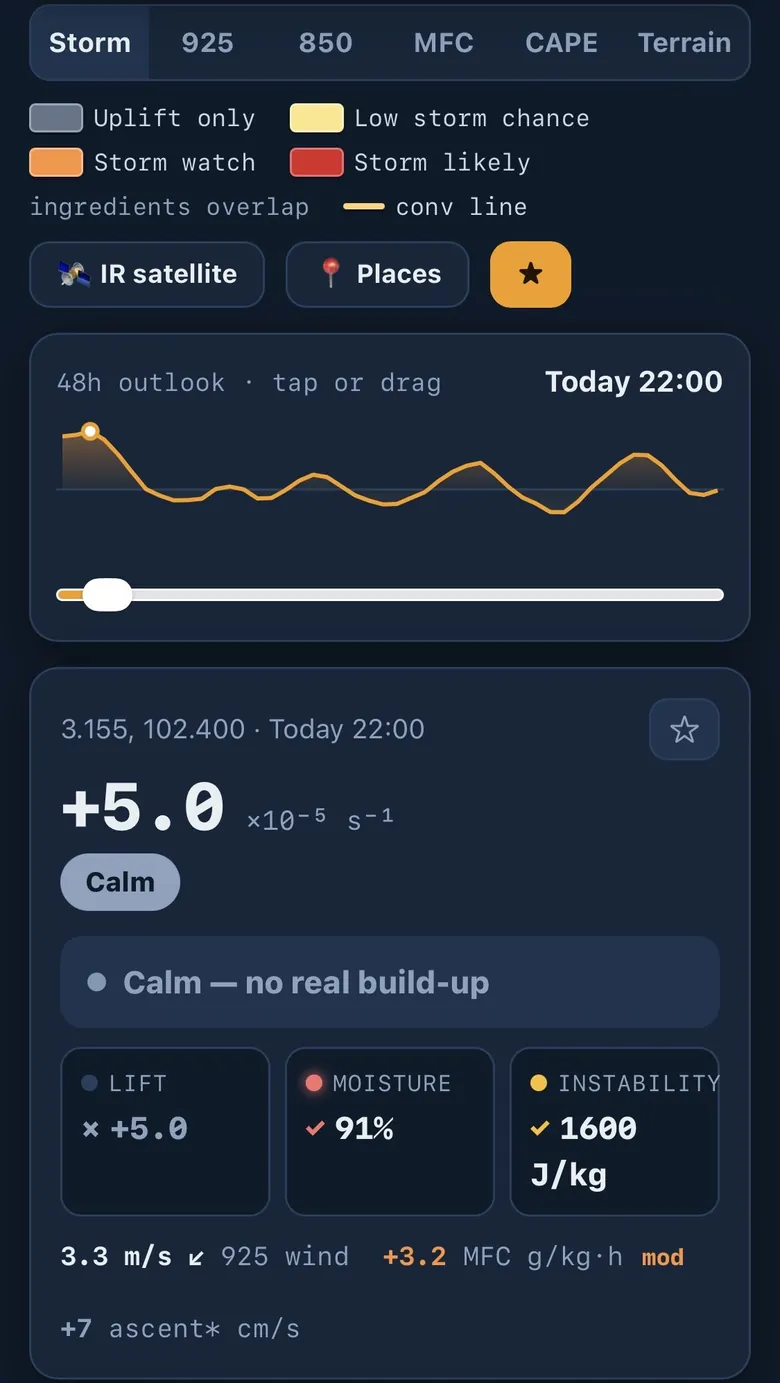 Storm 925 850 MFC CAPE Terrain
Uplift only Low storm chance
Storm watch Storm likely
ingredients overlap conv line
IR satellite Places ★
48h outlook · tap or drag Today 22:00
3.155, 102.400 · Today 22:00 ☆
+5.0 ×10⁻⁵ s⁻¹
Calm
Calm — no real build-up
LIFT MOISTURE INSTABILITY
× +5.0 ✓ 91% ✓ 1600
J/kg
3.3 m/s ↙ 925 wind +3.2 MFC g/kg·h mod
+7 ascent* cm/s